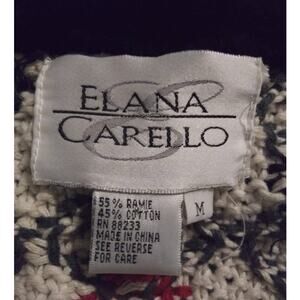 ELANA
CARELLO
55% RAMIE
45% COTTON
RN 88233
MADE IN CHINA
SEE REVERSE
FOR CARE
M